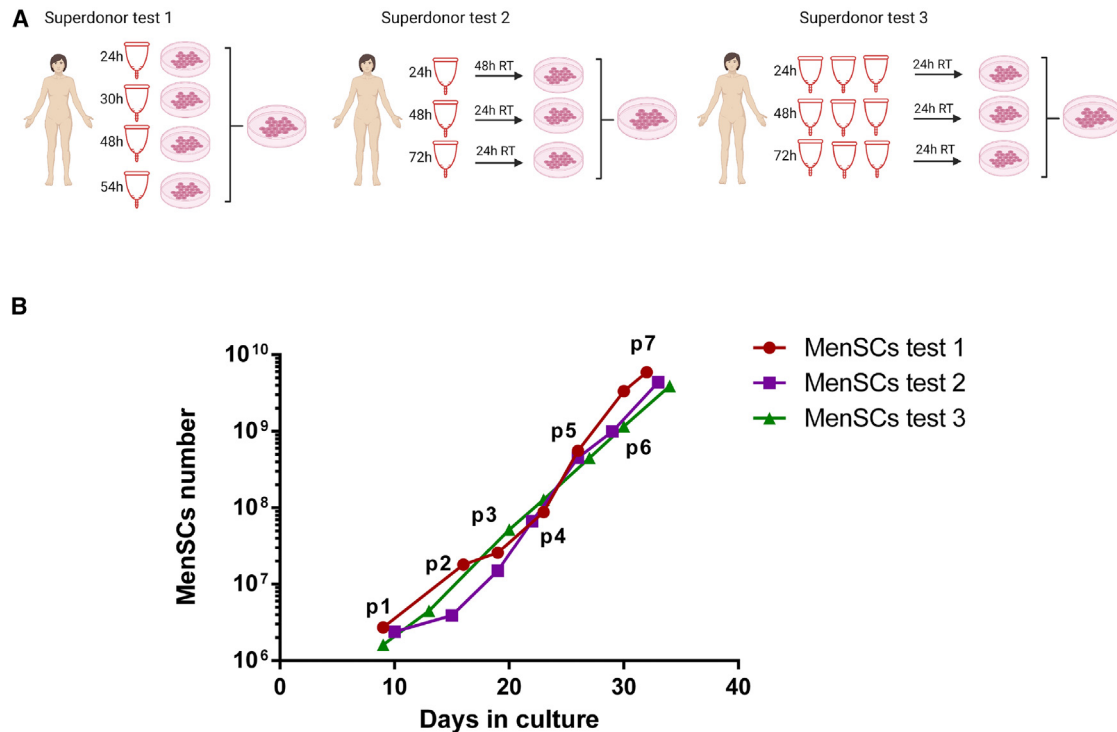 A
Superdonor test 1
Superdonor test 2
Superdonor test 3
24h
30h
48h
54h
24h
48h RT
48h
24h RT
72h
24h RT
24h
24h RT
48h
24h RT
72h
24h RT
B
MenSCs number
10^10
10^9
10^8
10^7
10^6
p1
p2
p3
p4
p5
p6
p7
0
10
20
30
40
Days in culture
MenSCs test 1
MenSCs test 2
MenSCs test 3